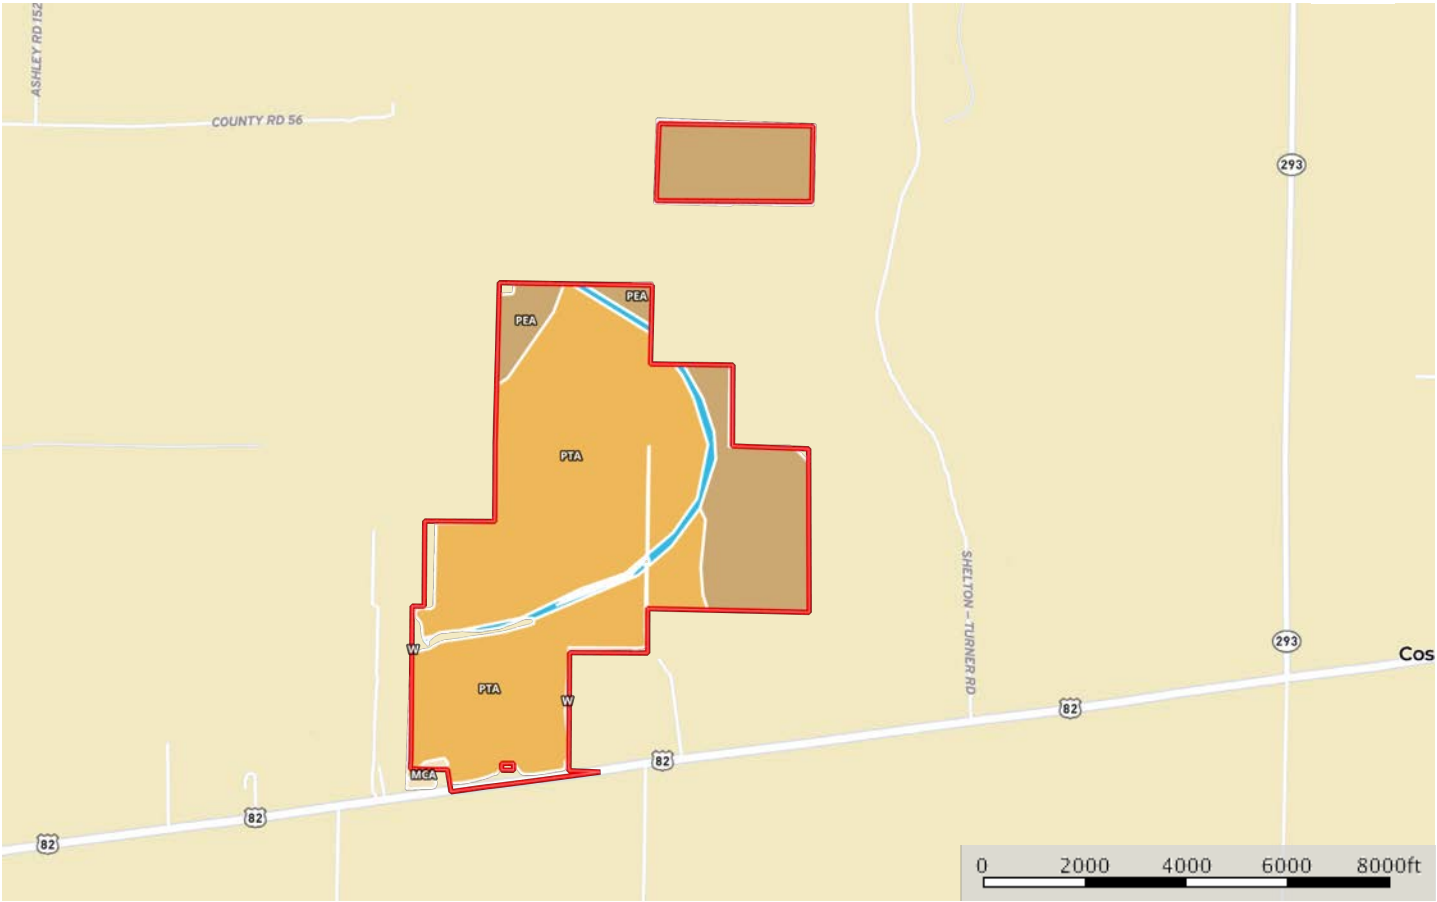 ASHLEY RD 152
COUNTY RD 56
293
PEA
PEA
PTA
SHELTON – TURNER RD
293
W
Cos
PTA
W
82
82
MCA
82
82
0 2000 4000 6000 8000ft